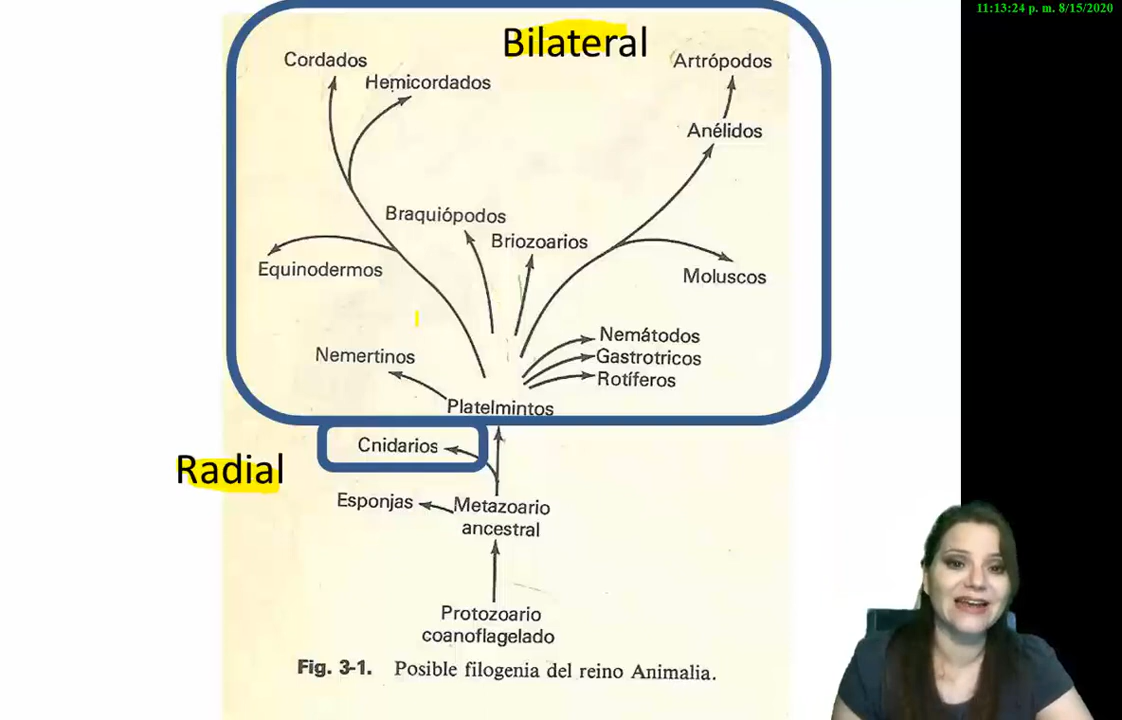 11:13:24 p. m. 8/15/2020
Bilateral
Cordados
Hemicordados
Artrópodos
Anélidos
Braquiópodos
Briozoarios
Equinodermos
Moluscos
Nemátodos
Gastrotricos
Rotíferos
Nemertinos
Platelmintos
Cnidarios
Radial
Esponjas
Metazoario
ancestral
Protozoario
coanoflagelado
Fig. 3-1. Posible filogenia del reino Animalia.